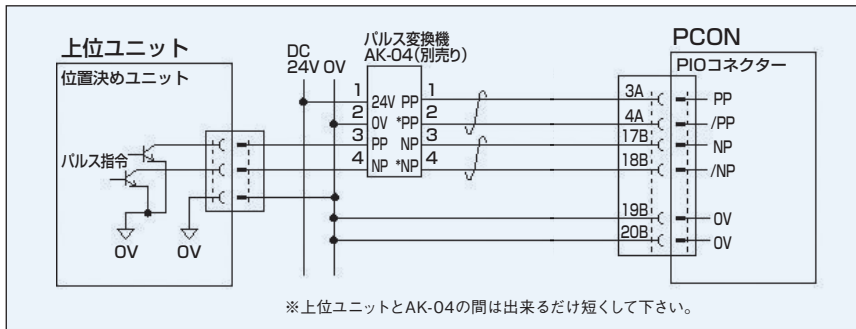 上位ユニット
位置決めユニット
パルス指令
0V
0V
DC
24V 0V
パルス変換機
AK-04(別売り)
1 24V PP 1
2 0V *PP 2
3 PP NP 3
4 NP *NP 4
PCON
PIOコネクター
3A PP
4A /PP
17B NP
18B /NP
19B 0V
20B 0V
※上位ユニットとAK-04の間は出来るだけ短くして下さい。